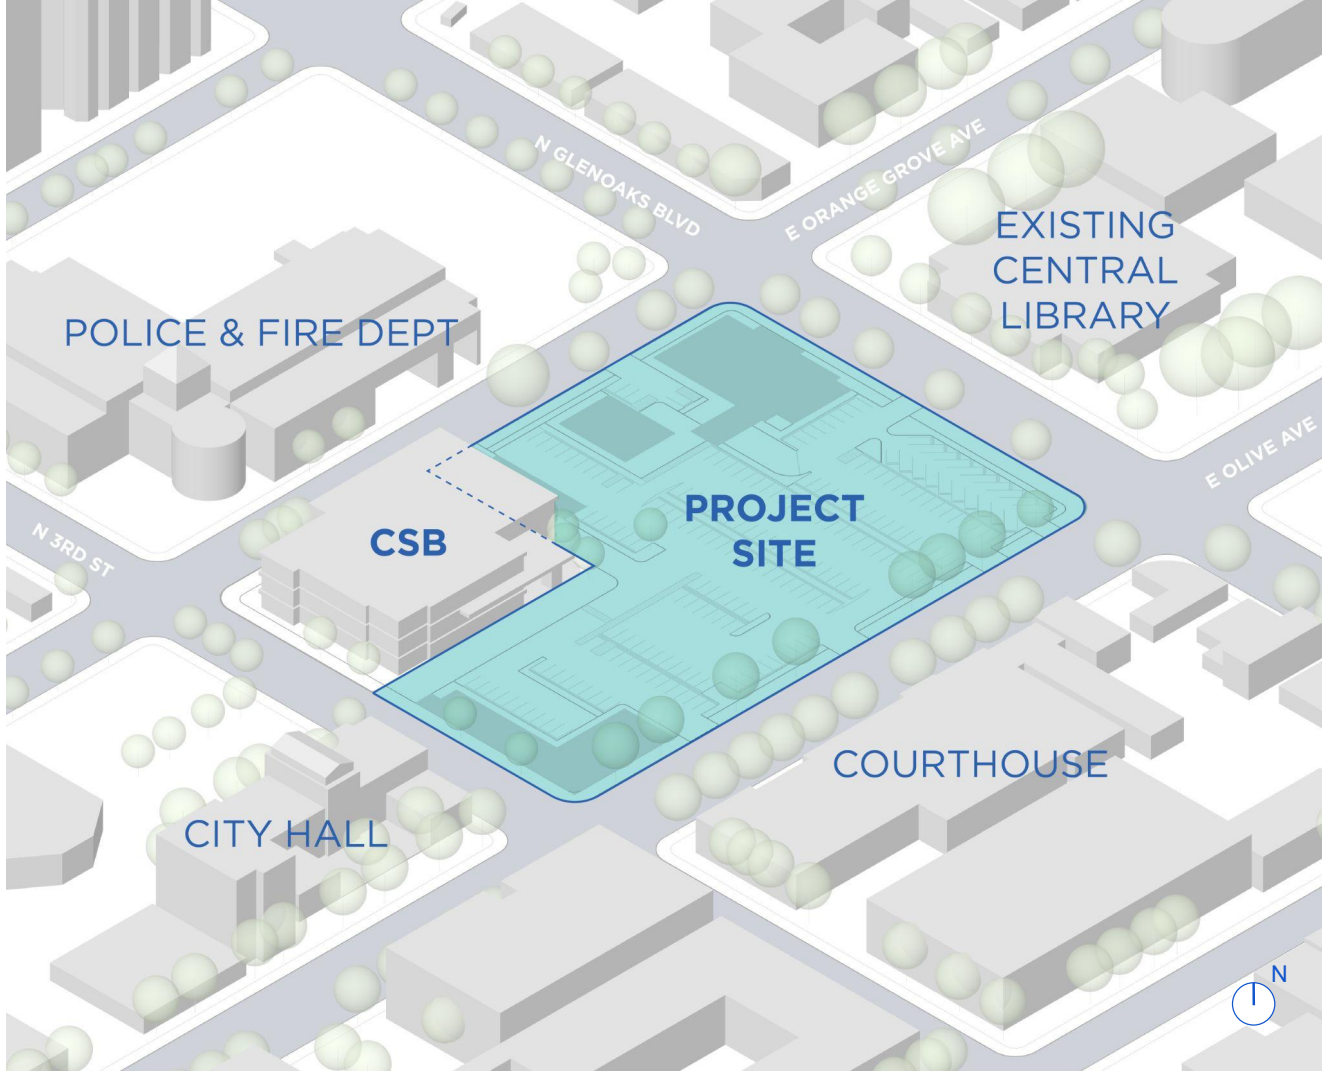 N GLENOAKS BLVD
E ORANGE GROVE AVE
EXISTING
CENTRAL
LIBRARY
POLICE & FIRE DEPT
E OLIVE AVE
PROJECT
SITE
CSB
N 3RD ST
COURTHOUSE
CITY HALL
N